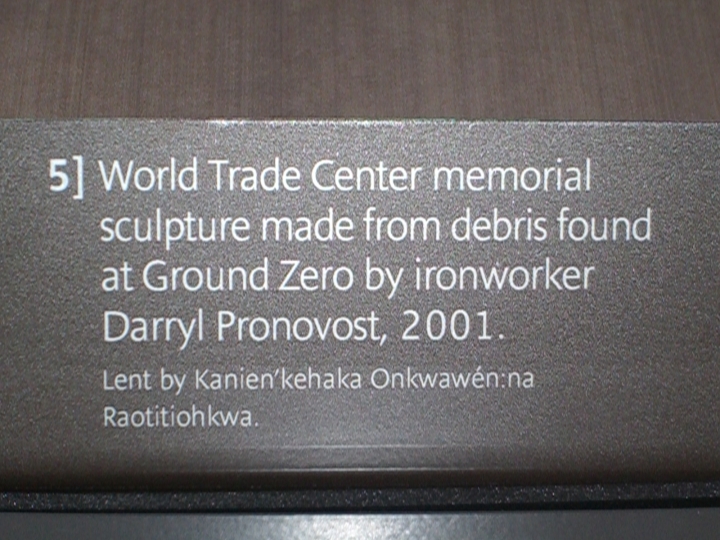 5] World Trade Center memorial
sculpture made from debris found
at Ground Zero by ironworker
Darryl Pronovost, 2001.
Lent by Kanien'kehaka Onkwawén:na
Raotitiohkwa.